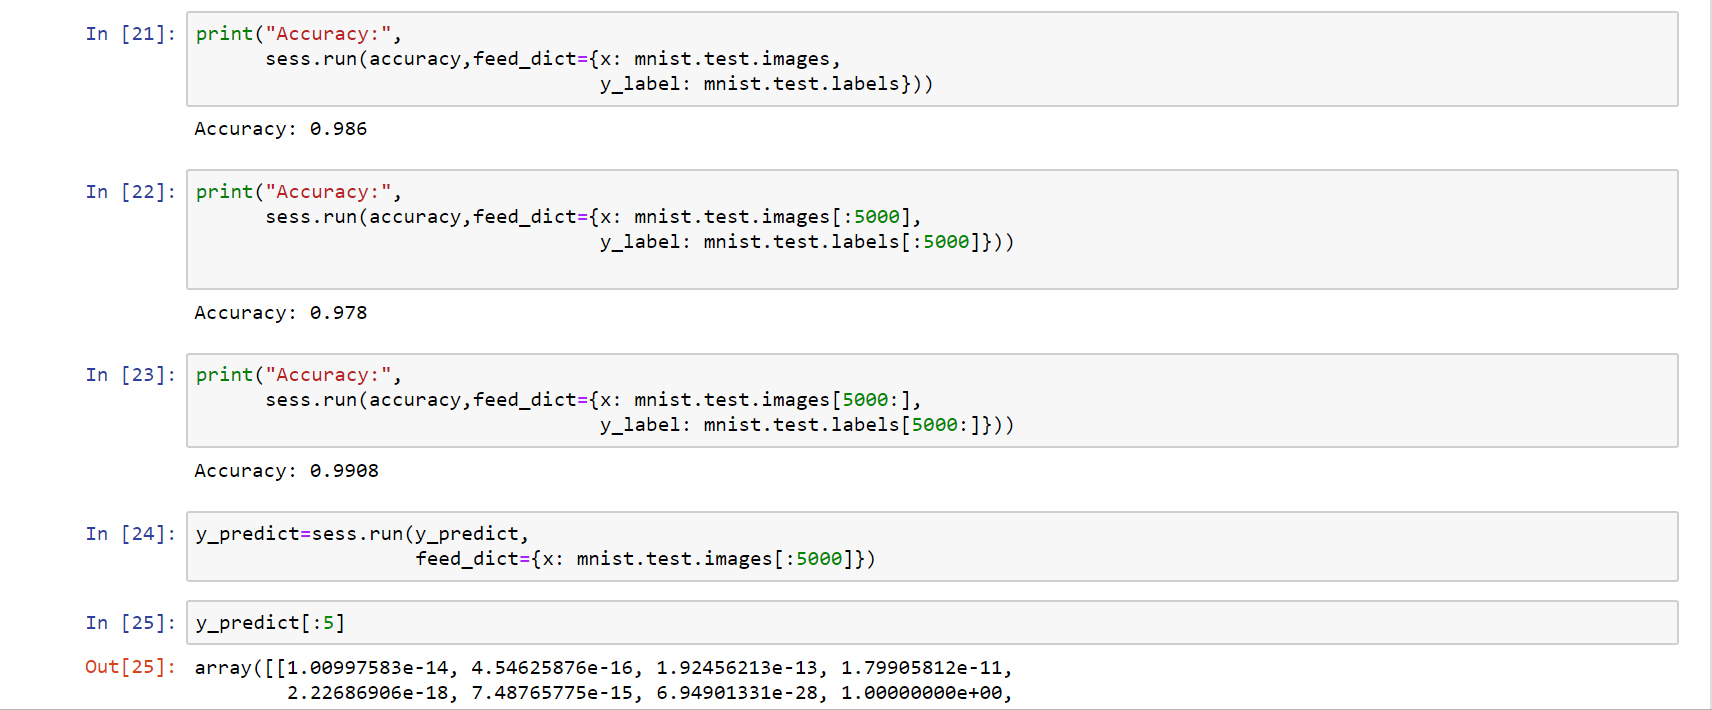 In [21]: print("Accuracy:",
sess.run(accuracy,feed_dict={x: mnist.test.images,
y_label: mnist.test.labels}))
Accuracy: 0.986
In [22]: print("Accuracy:",
sess.run(accuracy,feed_dict={x: mnist.test.images[:5000],
y_label: mnist.test.labels[:5000]}))
Accuracy: 0.978
In [23]: print("Accuracy:",
sess.run(accuracy,feed_dict={x: mnist.test.images[5000:],
y_label: mnist.test.labels[5000:]}))
Accuracy: 0.9908
In [24]: y_predict=sess.run(y_predict,
feed_dict={x: mnist.test.images[:5000]})
In [25]: y_predict[:5]
Out[25]: array([[1.00997583e-14, 4.54625876e-16, 1.92456213e-13, 1.79905812e-11,
2.22686906e-18, 7.48765775e-15, 6.94901331e-28, 1.00000000e+00,